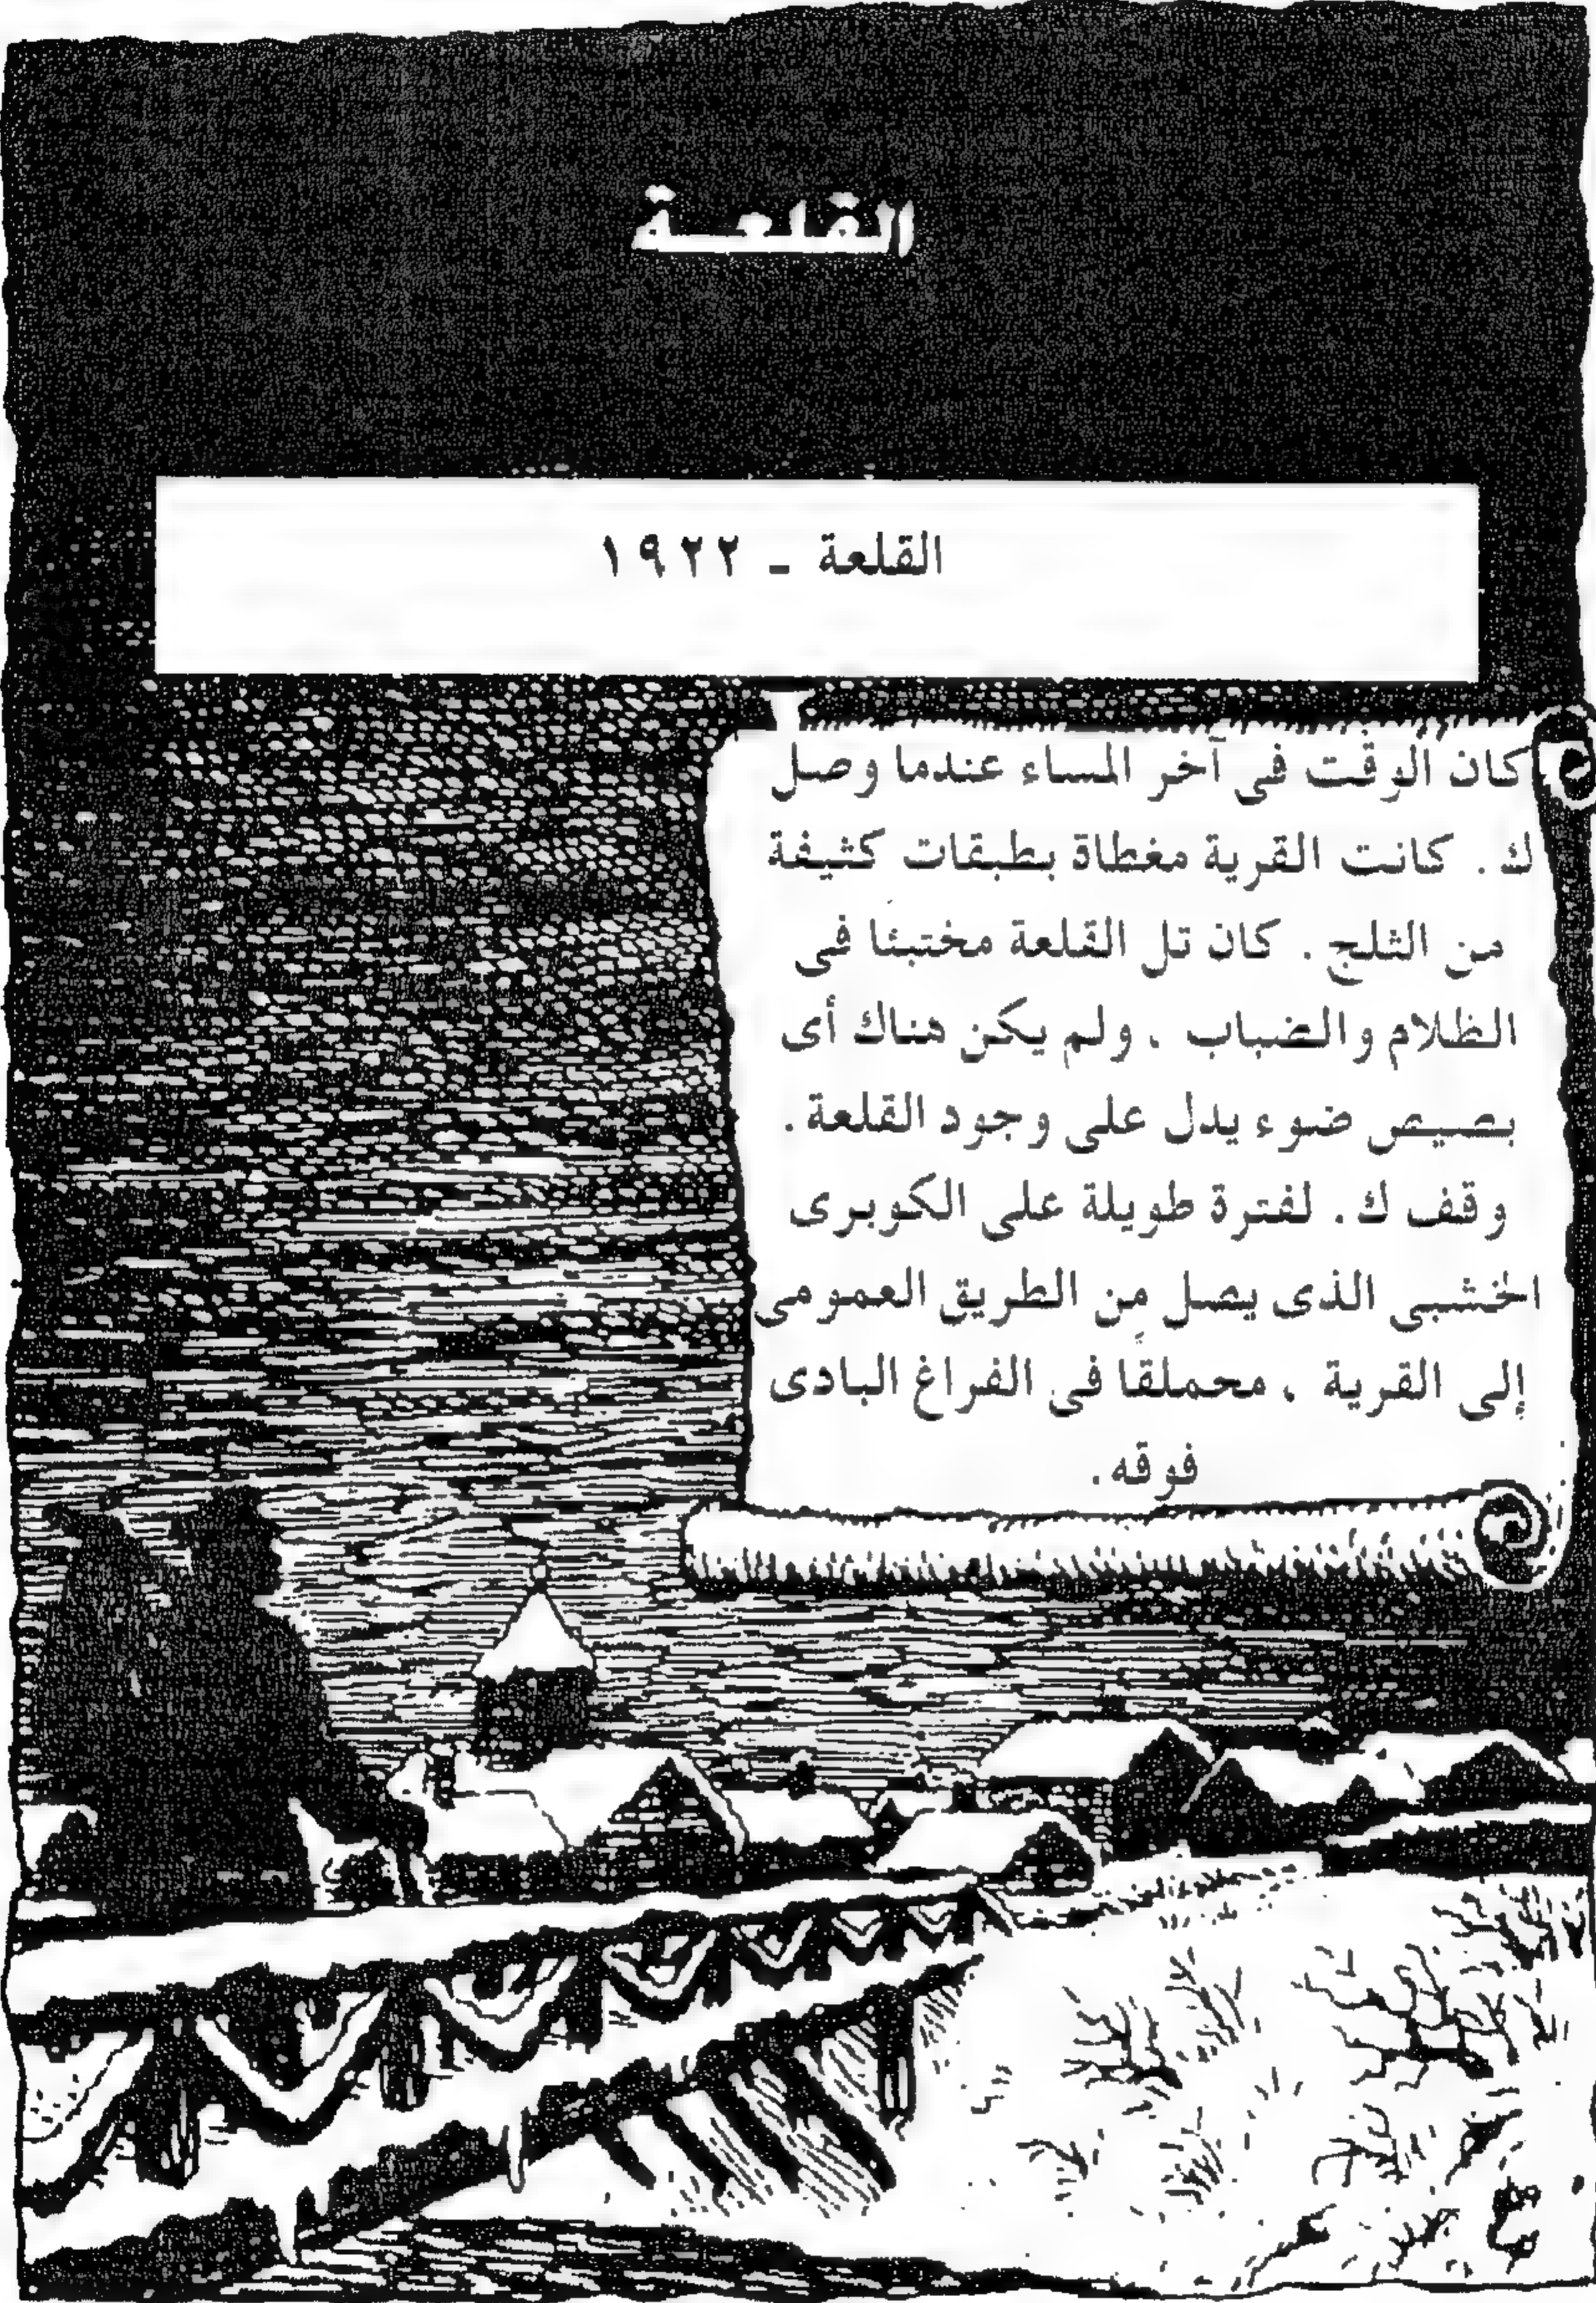 القلعة
القلعة - ١٩٢٢
كان الوقت فى آخر المساء عندما وصل
ك. كانت القرية مغطاة بطبقات كثيفة
من الثلج . كان تل القلعة مختبئا فى
الظلام والضباب ، ولم يكن هناك أى
بصيص ضوء يدل على وجود القلعة .
وقف ك. لفترة طويلة على الكوبرى
الخشبى الذى يصل من الطريق العمومى
إلى القرية ، محملقًا فى الفراغ البادى
فوقه .